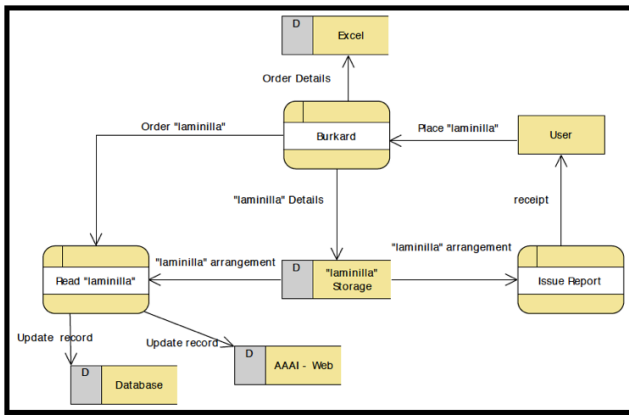 D
Excel
Order Details
Order "laminilla"
Burkard
Place "laminilla"
User
"laminilla" Details
receipt
"laminilla" arrangement
"laminilla" arrangement
Read "laminilla"
D
"laminilla"
Storage
Issue Report
Update record
Update record
D
AAAI - Web
D
Database